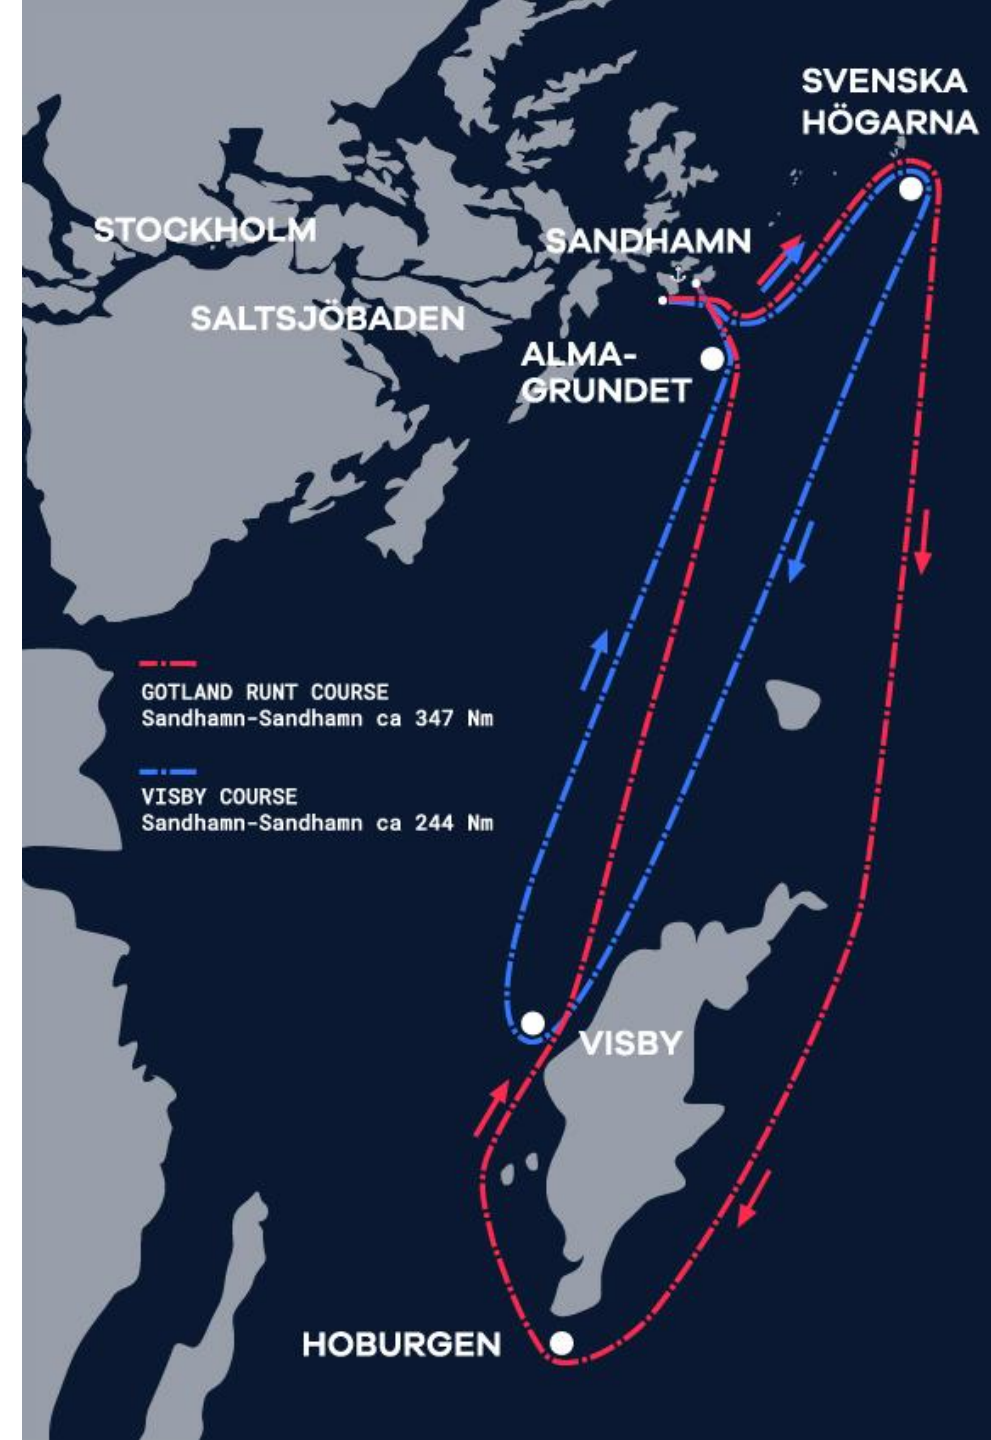 SVENSKA
HÖGARNA
STOCKHOLM
SANDHAMN
SALTSJÖBADEN
ALMA-
GRUNDET
GOTLAND RUNT COURSE
Sandhamn-Sandhamn ca 347 Nm
VISBY COURSE
Sandhamn-Sandhamn ca 244 Nm
VISBY
HOBURGEN